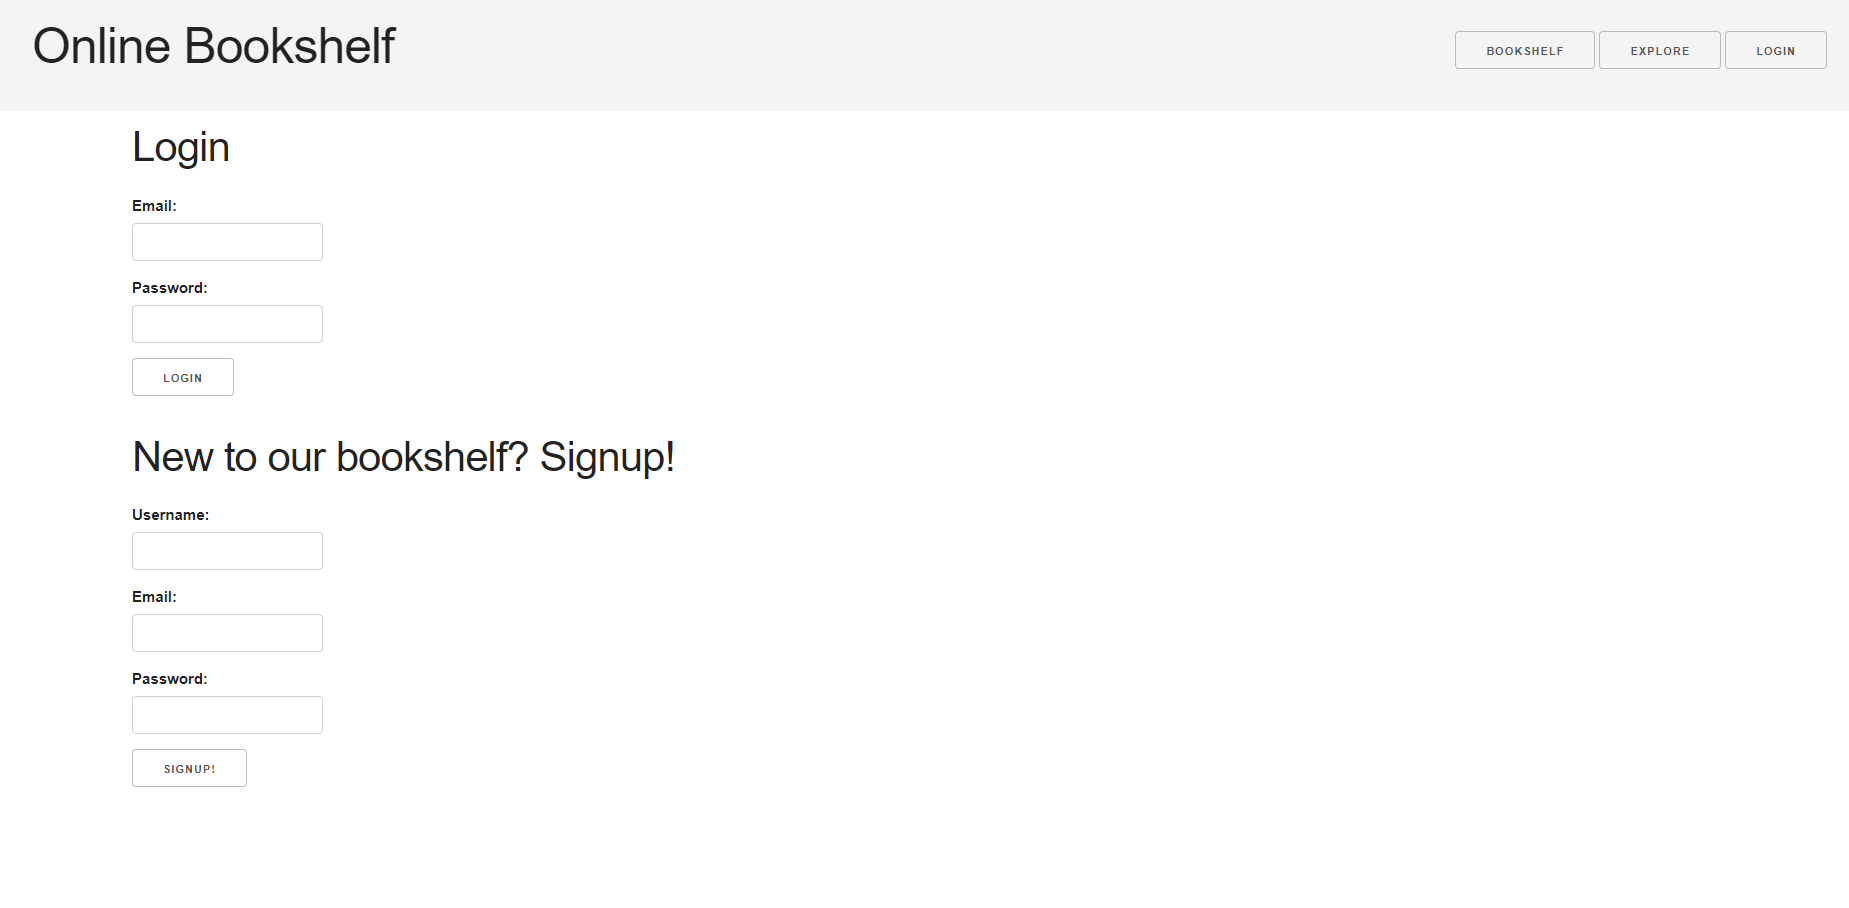 Online Bookshelf
BOOKSHELF EXPLORE LOGIN
Login
Email:
Password:
LOGIN
New to our bookshelf? Signup!
Username:
Email:
Password:
SIGNUP!